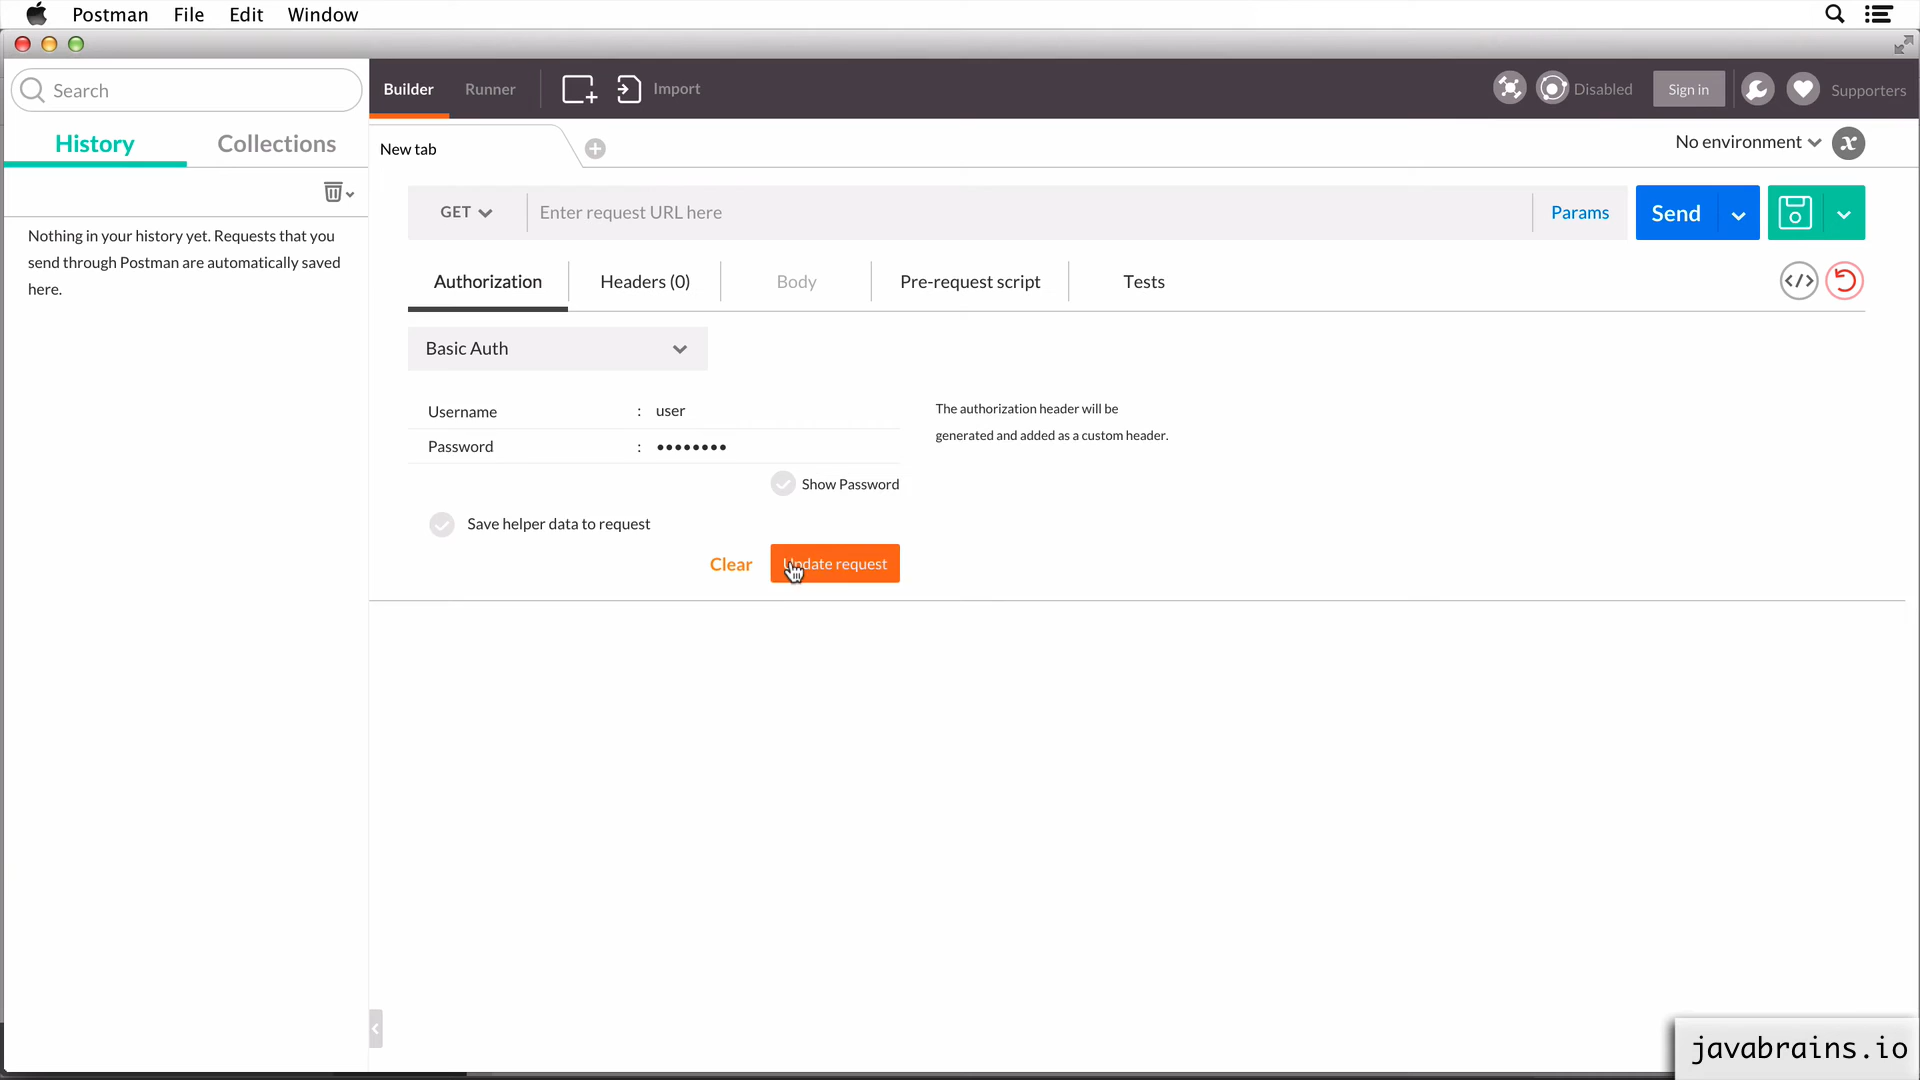 Postman File Edit Window
Search
Builder Runner Import Disabled Sign in Supporters
History Collections
New tab
No environment x
GET Enter request URL here Params Send
Nothing in your history yet. Requests that you
send through Postman are automatically saved
here.
Authorization Headers (0) Body Pre-request script Tests </>
Basic Auth
Username : user
Password : ••••••••
The authorization header will be
generated and added as a custom header.
Show Password
Save helper data to request
Clear Update request
javabrains.io